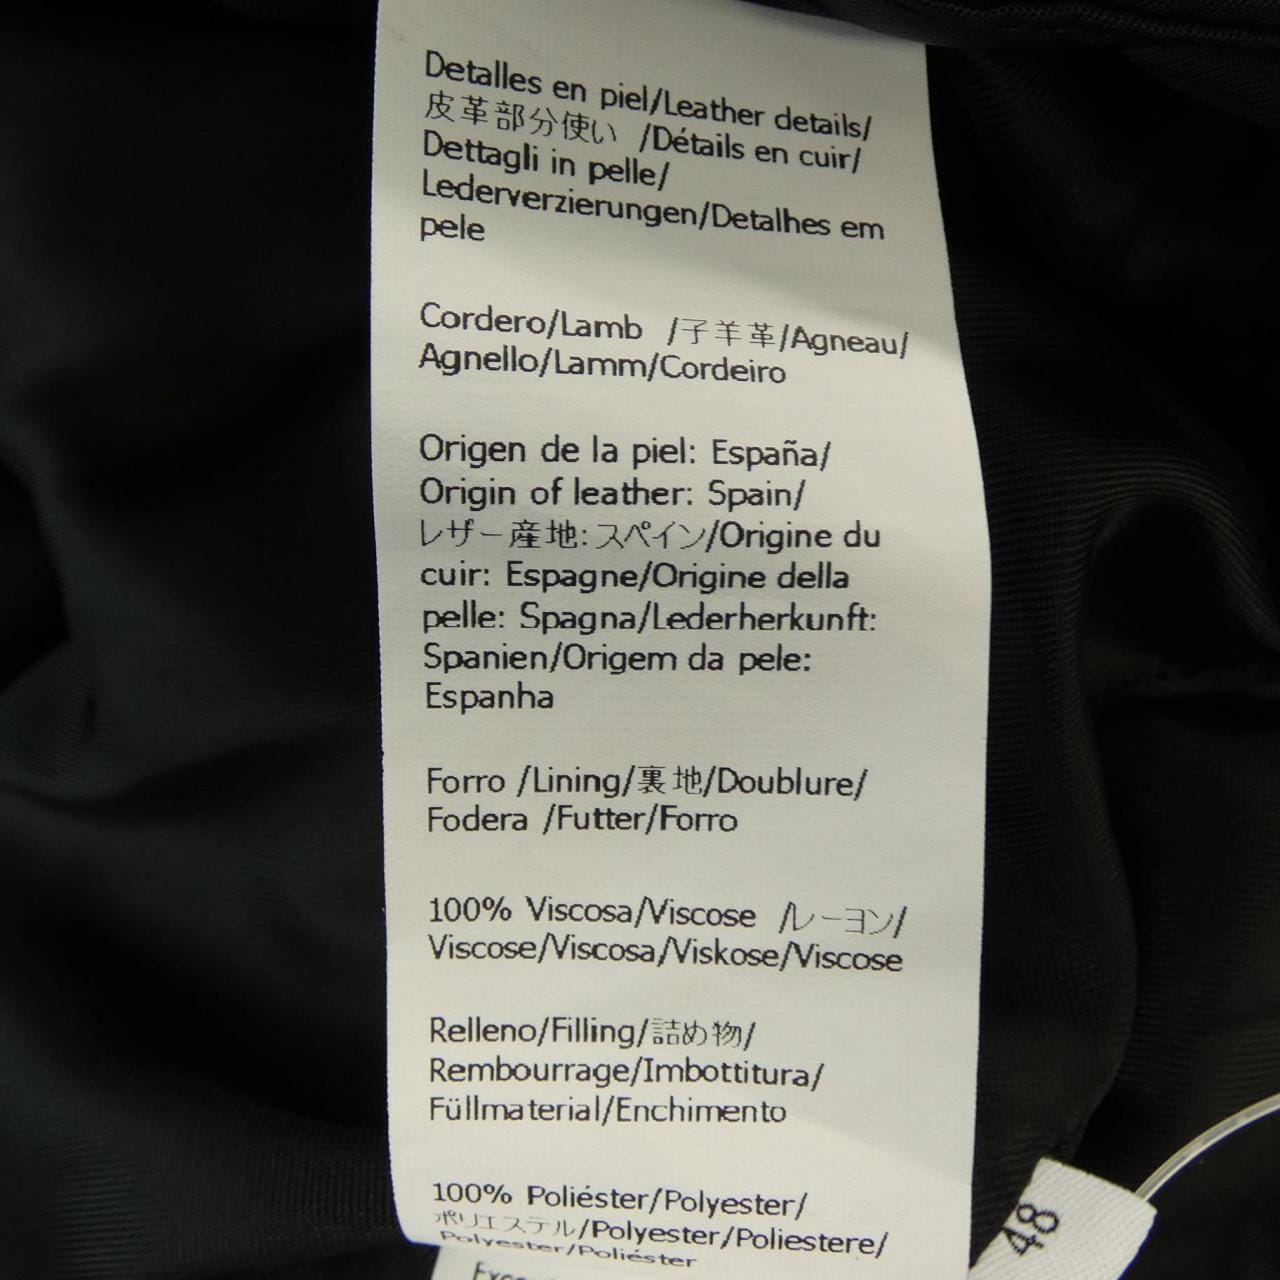 Detalles en piel/Leather details/
皮革部分使い /Détails en cuir/
Dettagli in pelle/
Lederverzierungen/Detalhes em
pele
Cordero/Lamb /子羊革/Agneau/
Agnello/Lamm/Cordeiro
Origen de la piel: España/
Origin of leather: Spain/
レザー産地: スペイン/Origine du
cuir: Espagne/Origine della
pelle: Spagna/Lederherkunft:
Spanien/Origem da pele:
Espanha
Forro /Lining/裏地/Doublure/
Fodera /Futter/Forro
100% Viscosa/Viscose /レーヨン/
Viscose/Viscosa/Viskose/Viscose
Relleno/Filling/詰め物/
Rembourrage/Imbottitura/
Füllmaterial/Enchimento
100% Poliéster/Polyester/
ポリエステル/Polyester/Poliestere/
Polyester/Poliéster
48